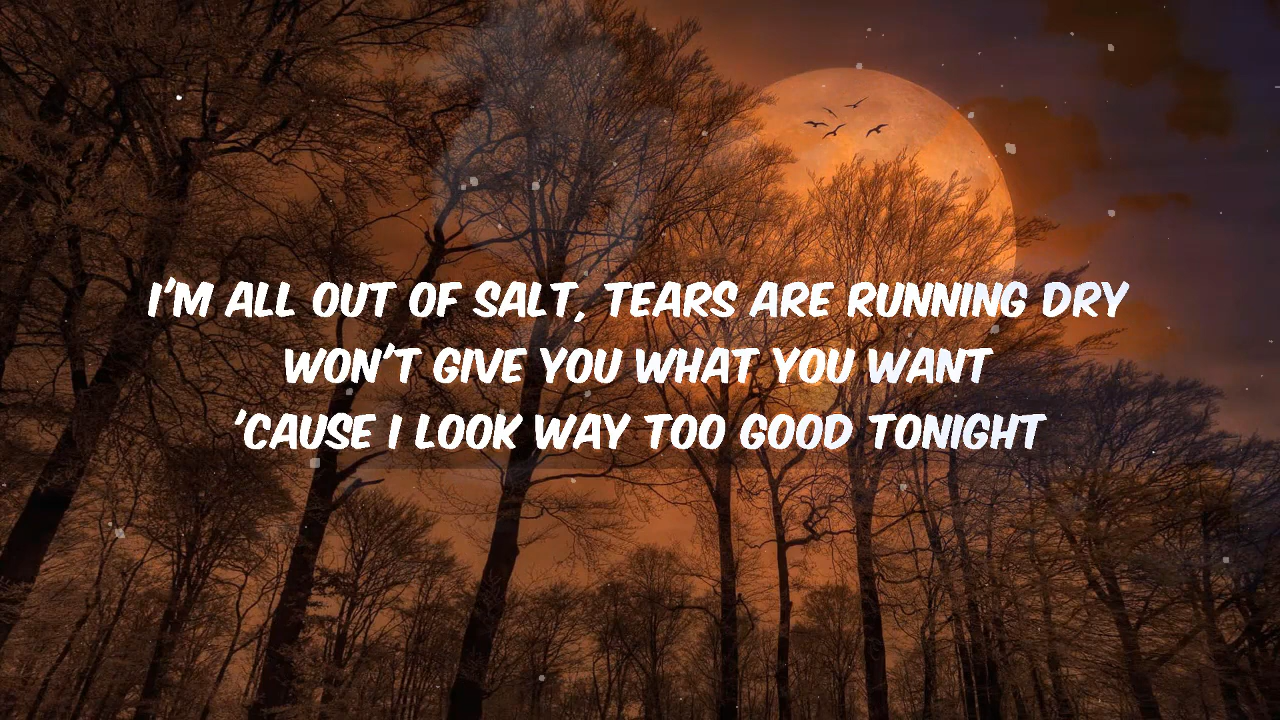 I'M ALL OUT OF SALT, TEARS ARE RUNNING DRY
WON'T GIVE YOU WHAT YOU WANT
'CAUSE I LOOK WAY TOO GOOD TONIGHT